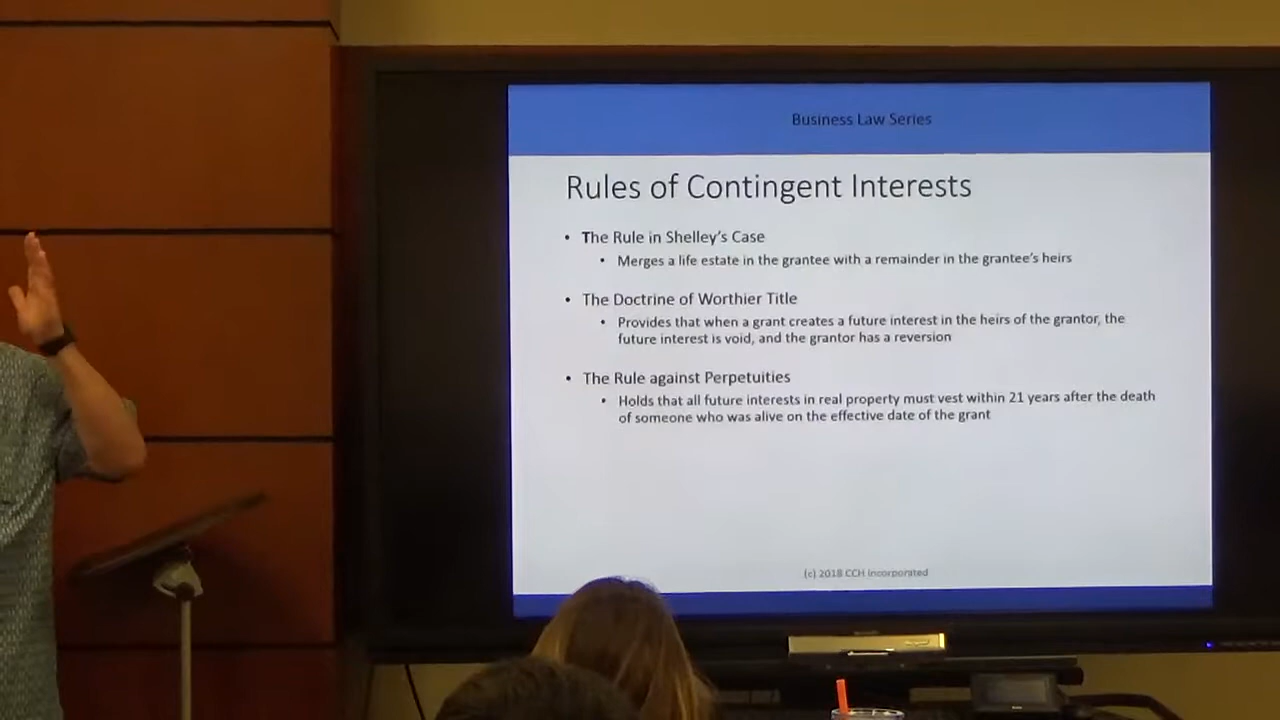 Business Law Series
Rules of Contingent Interests
• The Rule in Shelley's Case
• Merges a life estate in the grantee with a remainder in the grantee's heirs
• The Doctrine of Worthier Title
• Provides that when a grant creates a future interest in the heirs of the grantor, the
future interest is void, and the grantor has a reversion
• The Rule against Perpetuities
• Holds that all future interests in real property must vest within 21 years after the death
of someone who was alive on the effective date of the grant
(c) 2018 CCH Incorporated